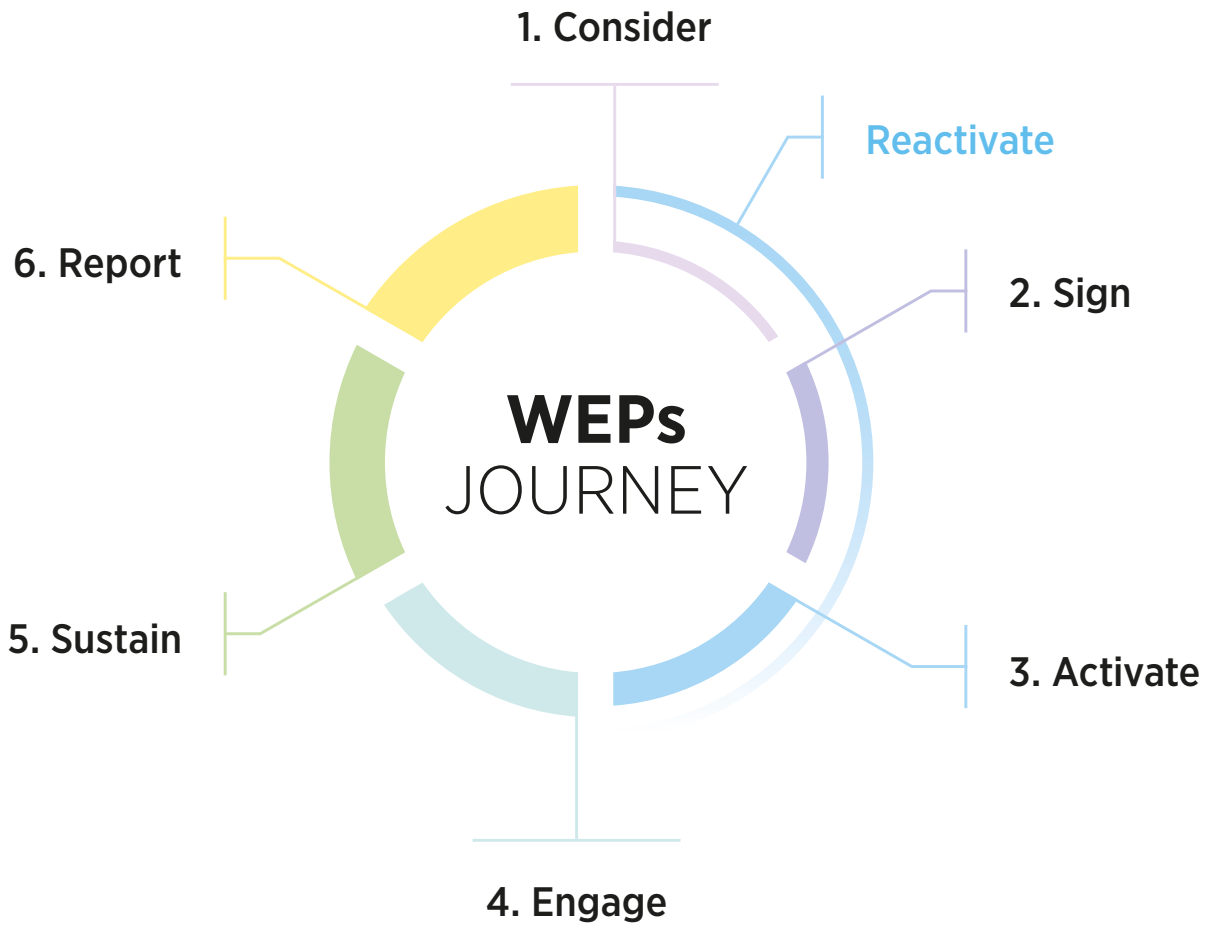 1. Consider
Reactivate
2. Sign
3. Activate
4. Engage
5. Sustain
6. Report
WEPs
JOURNEY